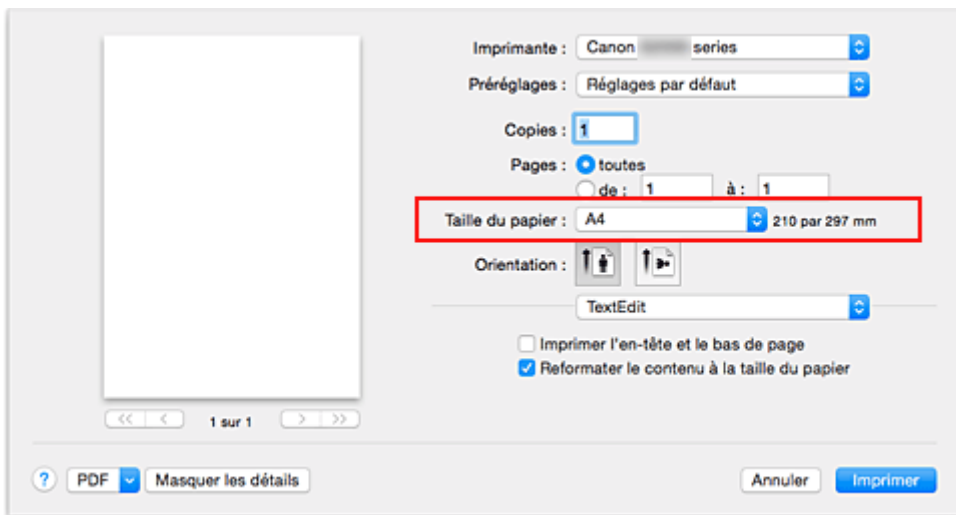 Imprimante : Canon series
Préréglages : Réglages par défaut
Copies : 1
Pages : toutes
de : 1 à : 1
Taille du papier : A4 210 par 297 mm
Orientation :
TextEdit
Imprimer l'en-tête et le bas de page
Reformater le contenu à la taille du papier
<< < 1 sur 1 > >>
? PDF Masquer les détails Annuler Imprimer